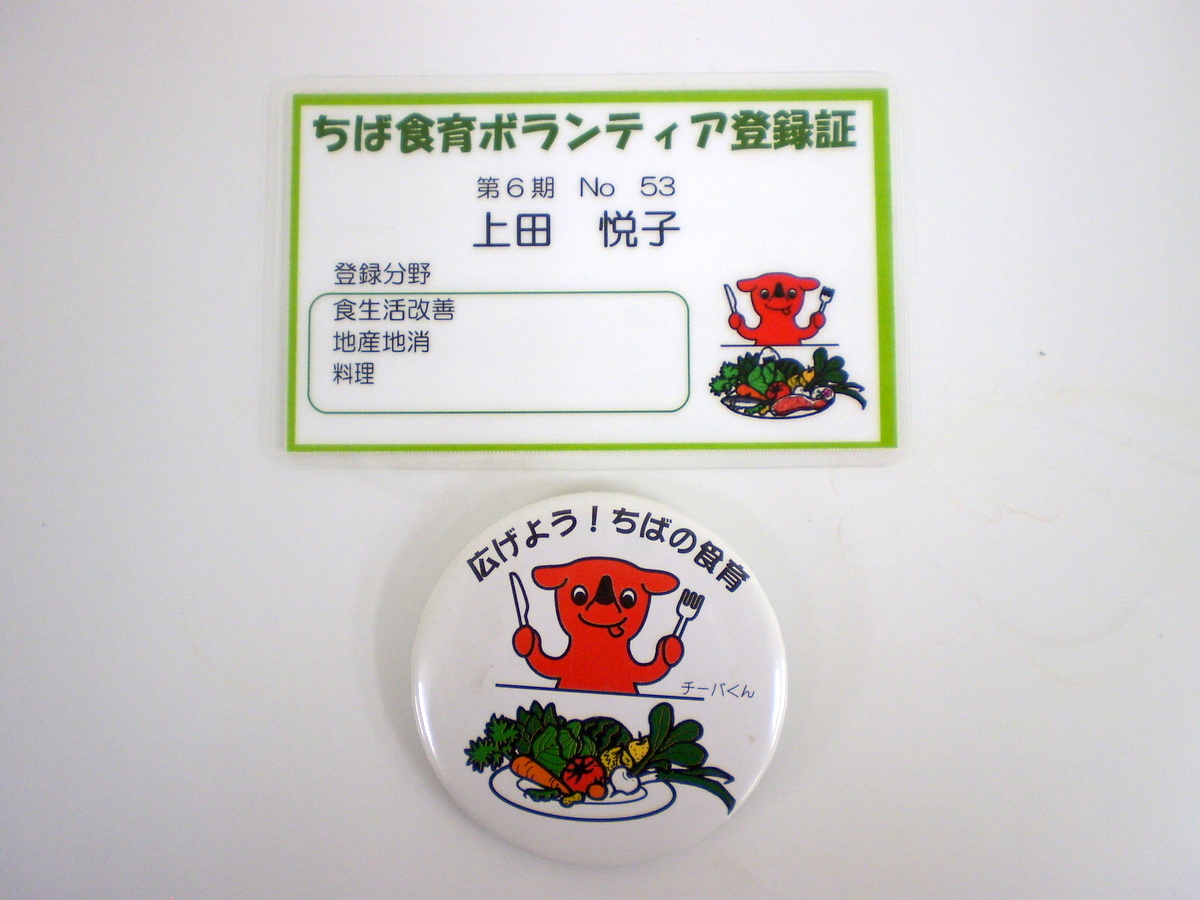 ちば食育ボランティア登録証
第6期 No 53
上田 悦子
登録分野
食生活改善
地産地消
料理
広げよう！ちばの食育
チーバくん